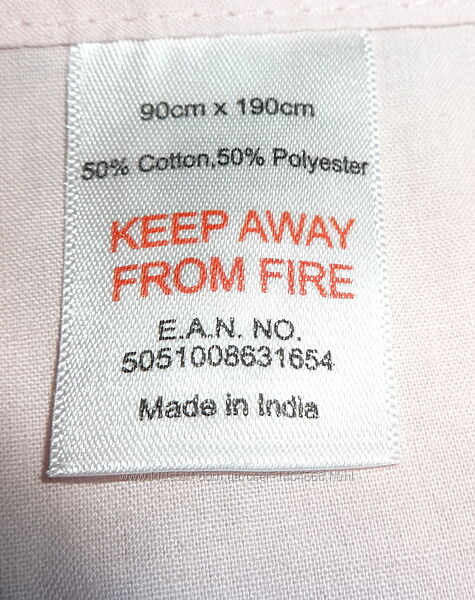 90cm x 190cm
50% Cotton,50% Polyester
KEEP AWAY
FROM FIRE
E.A.N. NO.
5051008631654
Made in India